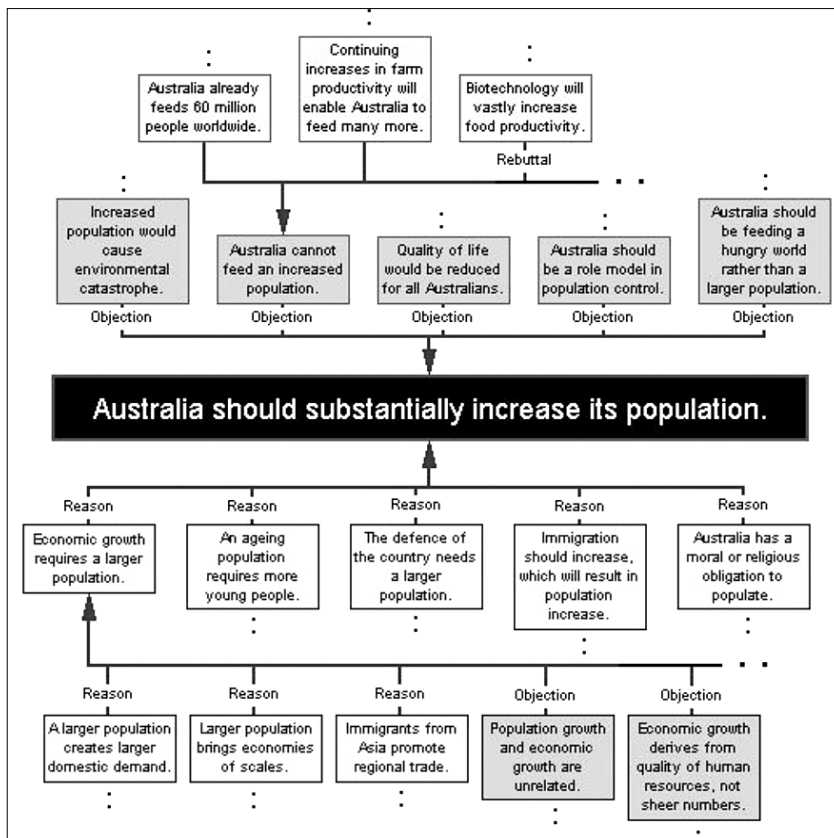 Australia already
feeds 60 million
people worldwide.
Continuing
increases in farm
productivity will
enable Australia to
feed many more.
Biotechnology will
vastly increase
food productivity.
Rebuttal
Increased
population would
cause
environmental
catastrophe.
Australia cannot
feed an increased
population.
Quality of life
would be reduced
for all Australians.
Australia should
be a role model in
population control.
Australia should
be feeding a
hungry world
rather than a
larger population.
Objection
Objection
Objection
Objection
Objection
Australia should substantially increase its population.
Reason
Reason
Reason
Reason
Reason
Economic growth
requires a larger
population.
An ageing
population
requires more
young people.
The defence of
the country needs
a larger
population.
Immigration
should increase,
which will result in
population
increase.
Australia has a
moral or religious
obligation to
populate.
Reason
Reason
Reason
Objection
Objection
A larger population
creates larger
domestic demand.
Larger population
brings economies
of scales.
Immigrants from
Asia promote
regional trade.
Population growth
and economic
growth are
unrelated.
Economic growth
derives from
quality of human
resources, not
sheer numbers.